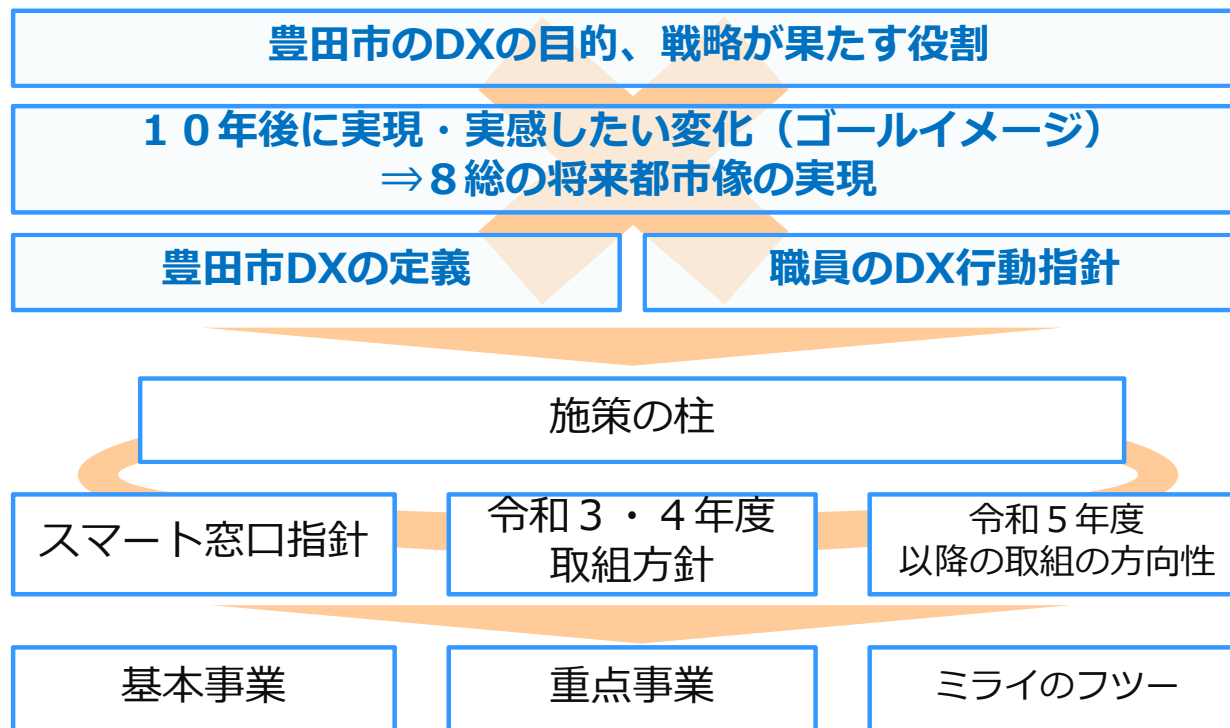 豊田市のDXの目的、戦略が果たす役割
１０年後に実現・実感したい変化（ゴールイメージ）
⇒８総の将来都市像の実現
豊田市DXの定義
職員のDX行動指針
施策の柱
スマート窓口指針
令和３・４年度
取組方針
令和５年度
以降の取組の方向性
基本事業
重点事業
ミライのフツー